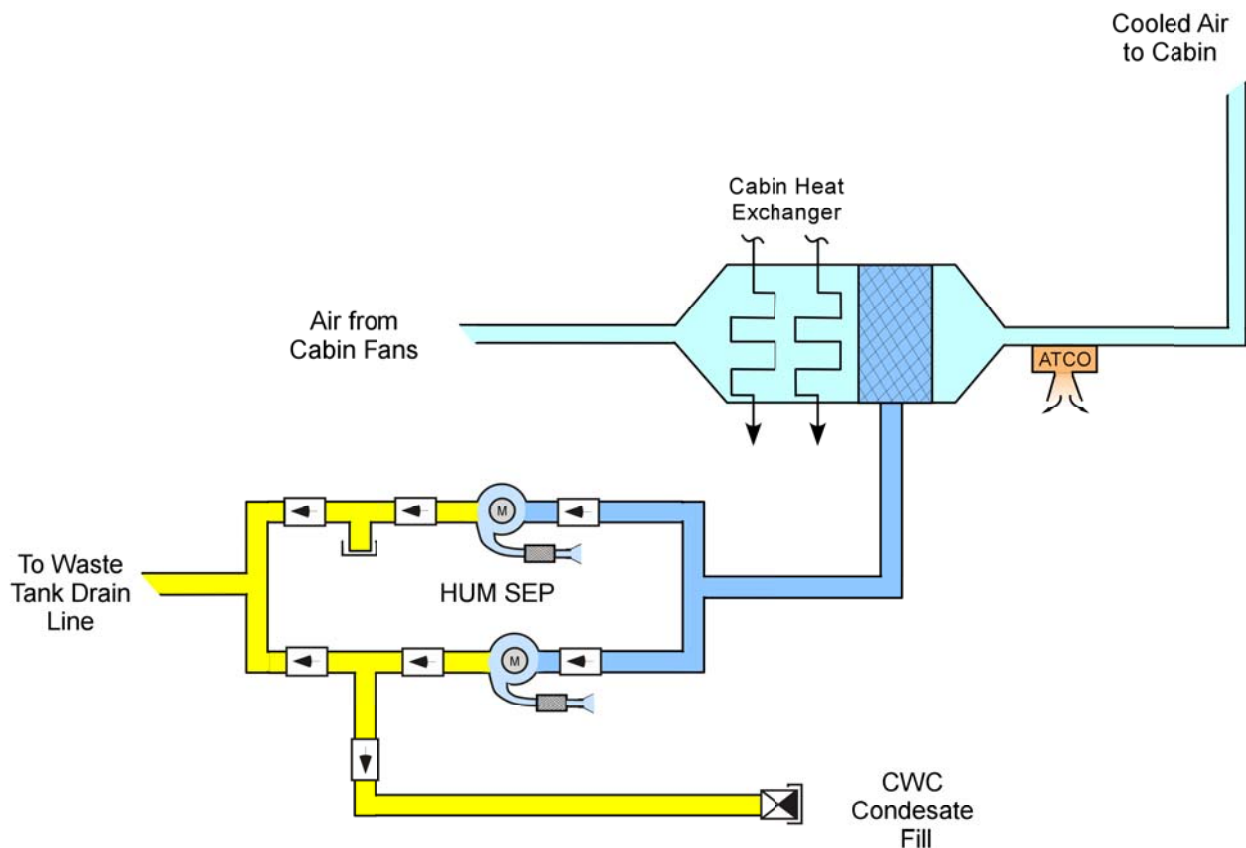 Cooled Air
to Cabin
Cabin Heat
Exchanger
Air from
Cabin Fans
ATCO
M
To Waste
Tank Drain
Line
HUM SEP
M
CWC
Condesate
Fill